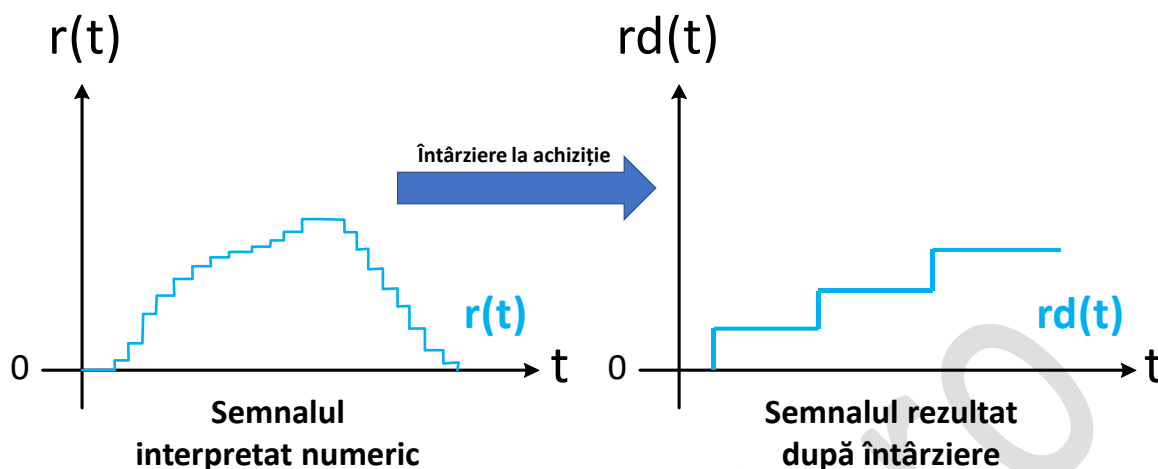 r(t)
rd(t)
Întârziere la achiziție
r(t)
rd(t)
0
t
0
t
Semnalul
interpretat numeric
Semnalul rezultat
după întârziere